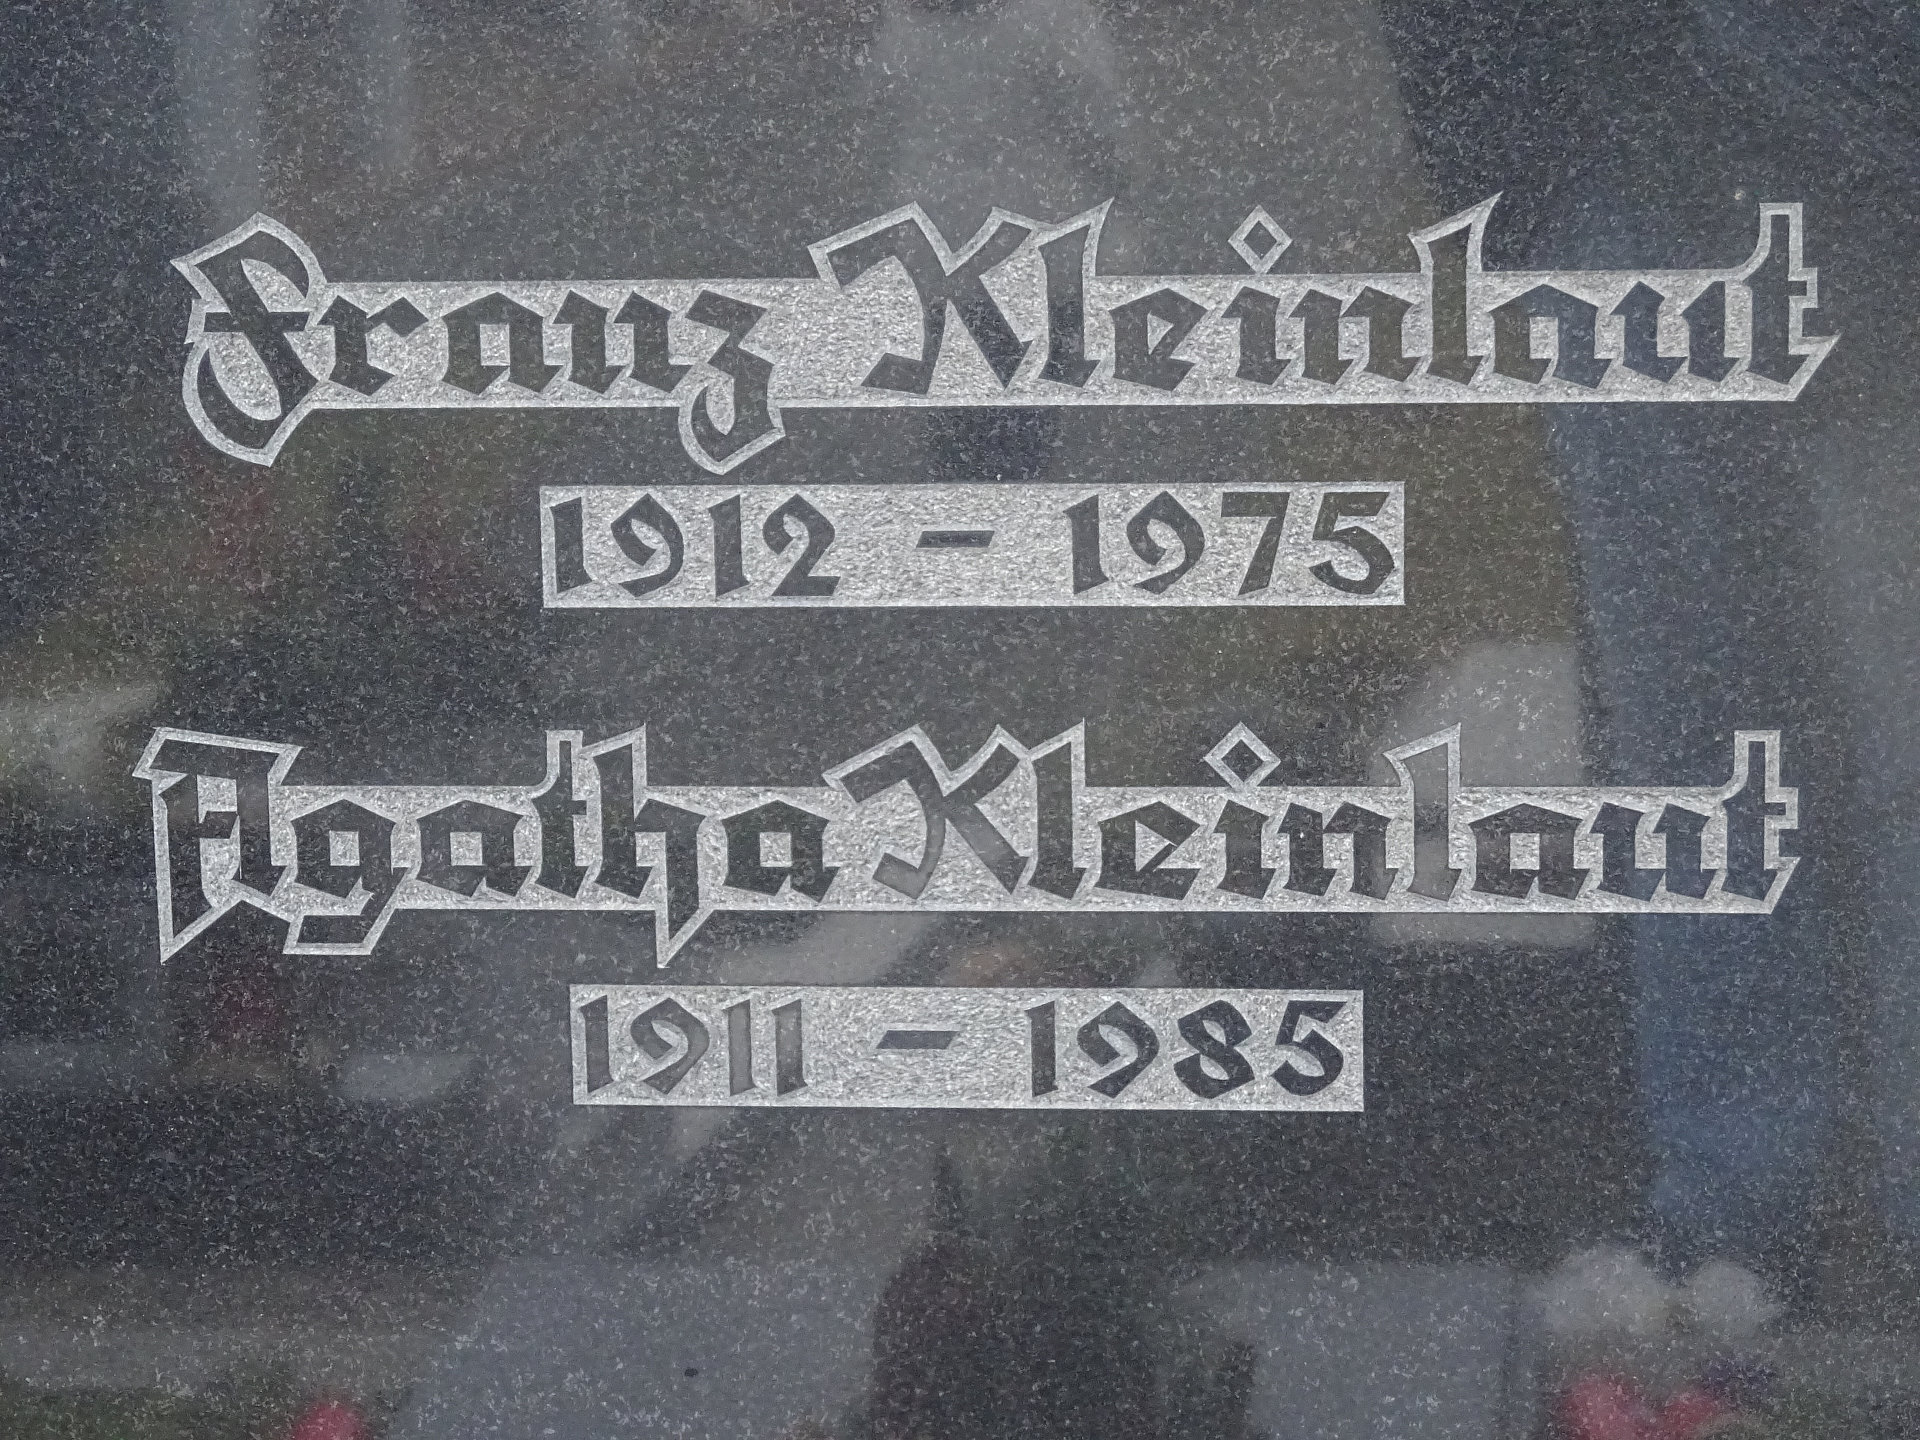 Franz Kleinlaut
1912 - 1975
Agatha Kleinlaut
1911 - 1985